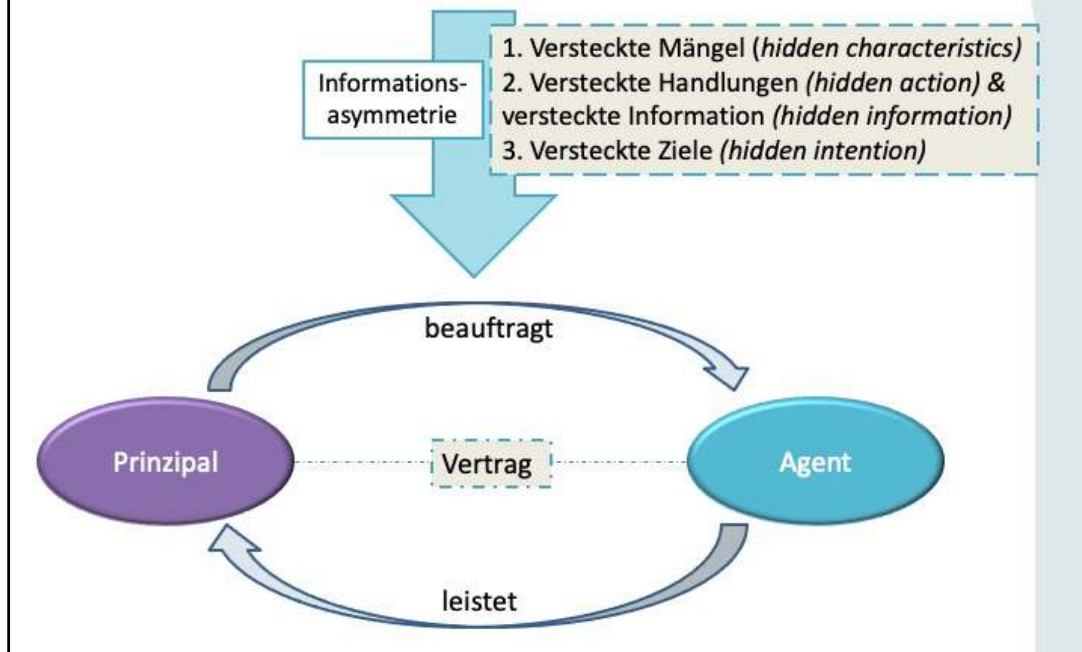 Informations-
asymmetrie
1. Versteckte Mängel (hidden characteristics)
2. Versteckte Handlungen (hidden action) &
versteckte Information (hidden information)
3. Versteckte Ziele (hidden intention)
beauftragt
Prinzipal
Vertrag
Agent
leistet